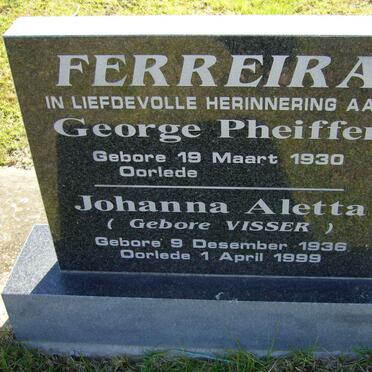 FERREIRA
IN LIEFDEVOLLE HERINNERING AA
George Pheiffer
Gebore 19 Maart 1930
Oorlede
Johanna Aletta
( Gebore VISSER )
Gebore 9 Desember 1936
Oorlede 1 April 1999